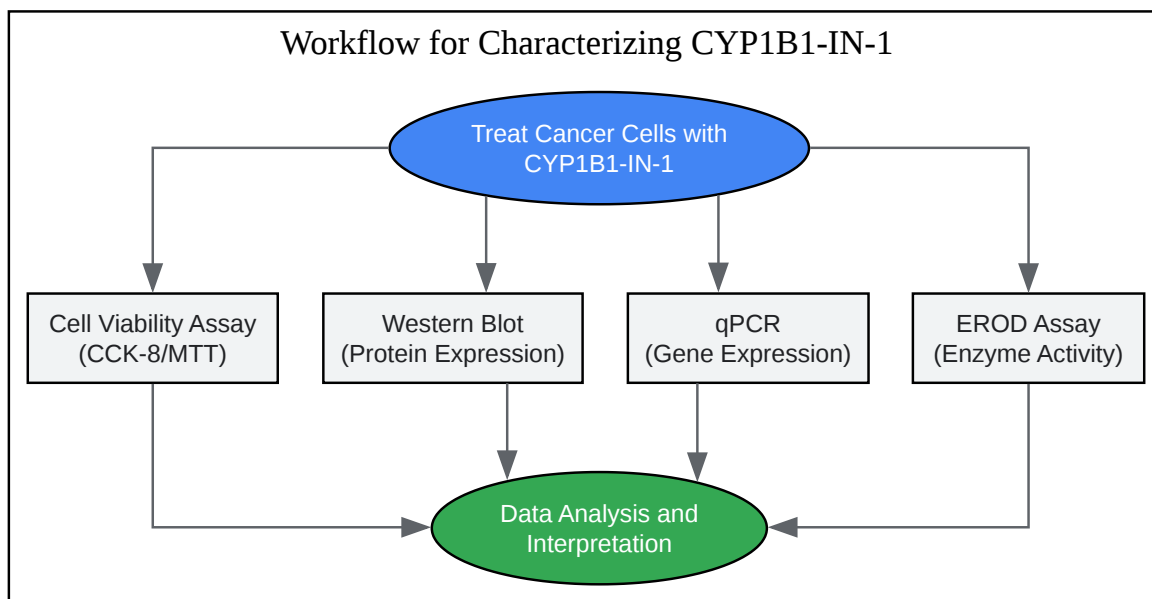 Workflow for Characterizing CYP1B1-IN-1
Treat Cancer Cells with
CYP1B1-IN-1
Cell Viability Assay
(CCK-8/MTT)
Western Blot
(Protein Expression)
qPCR
(Gene Expression)
EROD Assay
(Enzyme Activity)
Data Analysis and
Interpretation